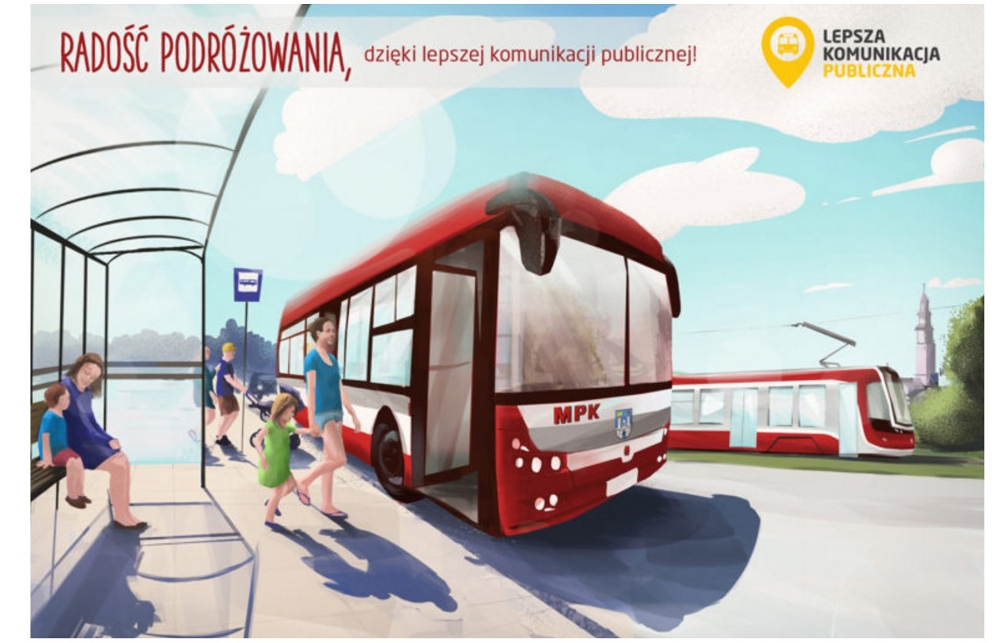 RADOŚĆ PODRÓŻOWANIA, dzięki lepszej komunikacji publicznej!
LEPSZA
KOMUNIKACJA
PUBLICZNA
MPK